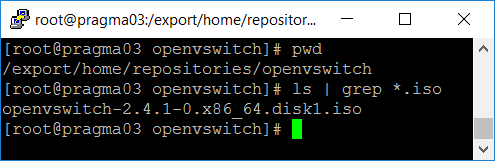 root@pragma03:/export/home/repositor...
[root@pragma03 openvswitch]# pwd
/export/home/repositories/openvswitch
[root@pragma03 openvswitch]# ls | grep *.iso
openvswitch-2.4.1-0.x86_64.disk1.iso
[root@pragma03 openvswitch]#